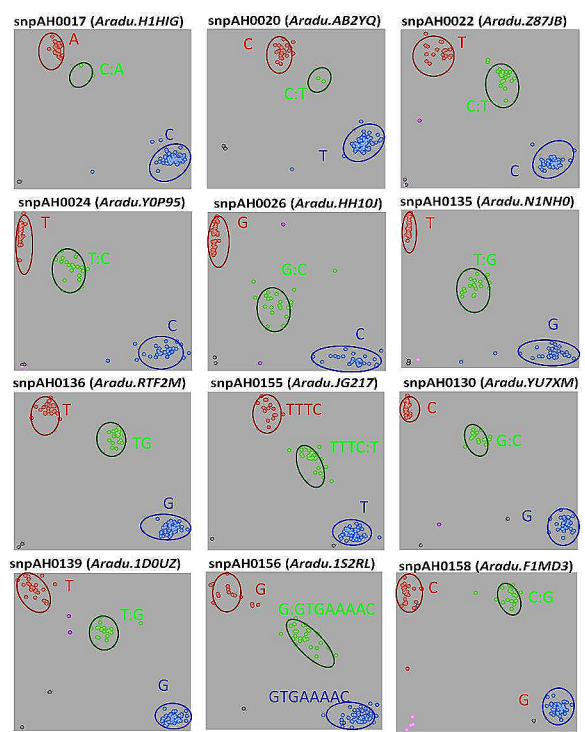 snpAH0017 (Aradu.H1HIG)
A
C:A
C
snpAH0020 (Aradu.AB2YQ)
C
C:T
T
snpAH0022 (Aradu.Z87JB)
T
C:T
C
snpAH0024 (Aradu.Y0P95)
T
T:C
C
snpAH0026 (Aradu.HH10J)
G
G:C
C
snpAH0135 (Aradu.N1NH0)
T
T:G
G
snpAH0136 (Aradu.RTF2M)
T
TG
G
snpAH0155 (Aradu.JG217)
TTTC
TTTC:T
T
snpAH0130 (Aradu.YU7XM)
C
G:C
G
snpAH0139 (Aradu.1D0UZ)
T
T:G
G
snpAH0156 (Aradu.1S2RL)
G
G:GTGAAAAC
GTGAAAAC
snpAH0158 (Aradu.F1MD3)
C
C:G
G